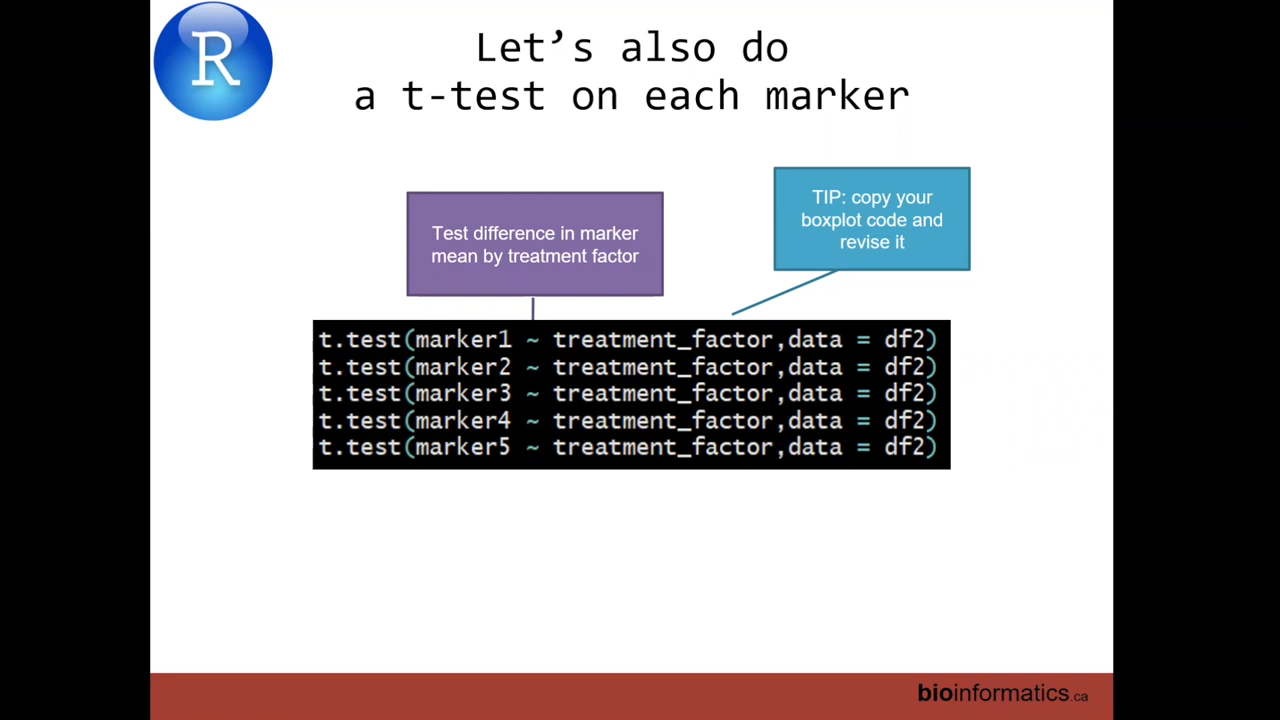 R
Let’s also do
a t-test on each marker
Test difference in marker
mean by treatment factor
TIP: copy your
boxplot code and
revise it
t.test(marker1 ~ treatment_factor,data = df2)
t.test(marker2 ~ treatment_factor,data = df2)
t.test(marker3 ~ treatment_factor,data = df2)
t.test(marker4 ~ treatment_factor,data = df2)
t.test(marker5 ~ treatment_factor,data = df2)
bioinformatics.ca